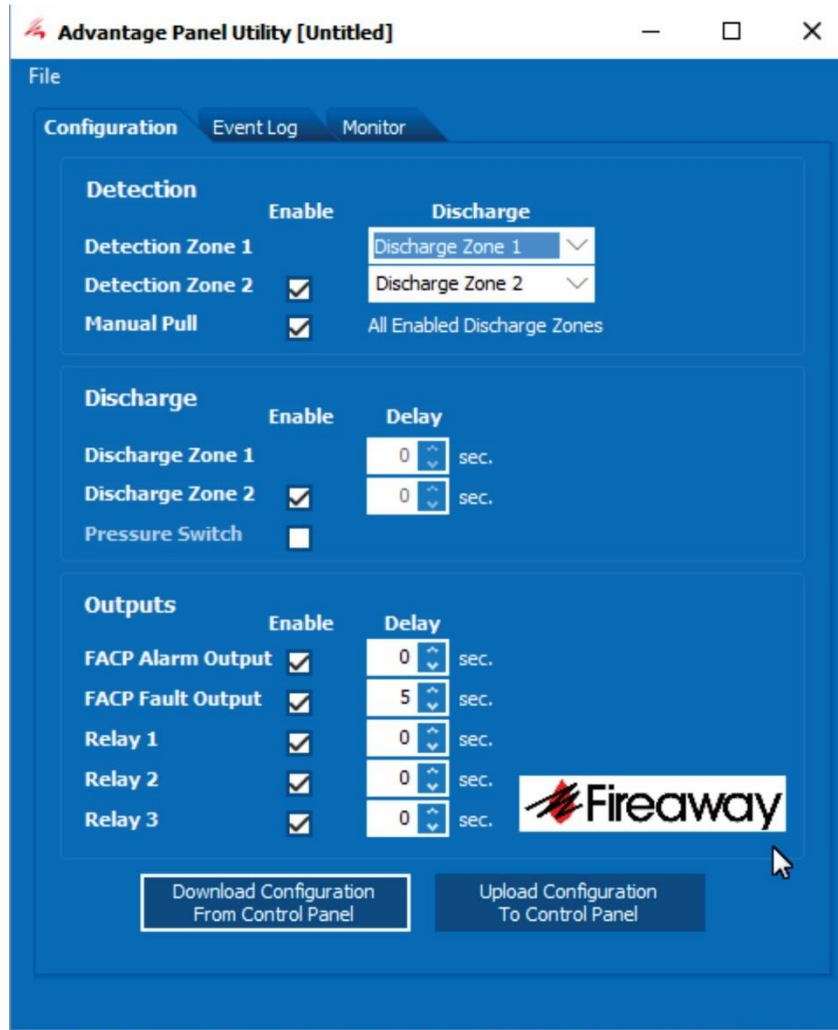 Advantage Panel Utility [Untitled]
File
Configuration Event Log Monitor
Detection
Enable Discharge
Detection Zone 1 Discharge Zone 1
Detection Zone 2 Discharge Zone 2
Manual Pull All Enabled Discharge Zones
Discharge
Enable Delay
Discharge Zone 1 0 sec.
Discharge Zone 2 0 sec.
Pressure Switch
Outputs
Enable Delay
FACP Alarm Output 0 sec.
FACP Fault Output 5 sec.
Relay 1 0 sec.
Relay 2 0 sec.
Relay 3 0 sec.
Fireaway
Download Configuration
From Control Panel
Upload Configuration
To Control Panel